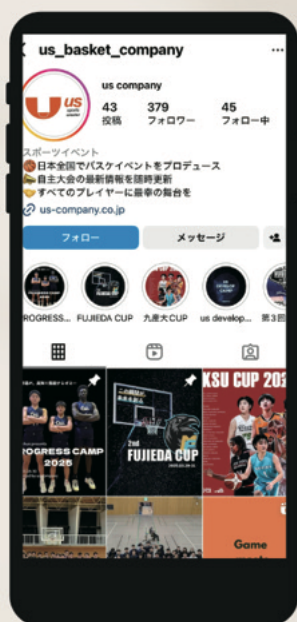 us_basket_company
us
us company
43 379 45
投稿 フォロワー フォロー中
スポーツイベント
日本全国でバスケイベントをプロデュース
自主大会の最新情報を随時更新
すべてのプレイヤーに最幸の舞台を
us-company.co.jp
フォロー メッセージ
ROGRESS... FUJIEDA CUP 九産大CUP us develop... 第3回
ROGRESS CAMP
2025
2nd
FUJIEDA CUP
KSU CUP 202
Game